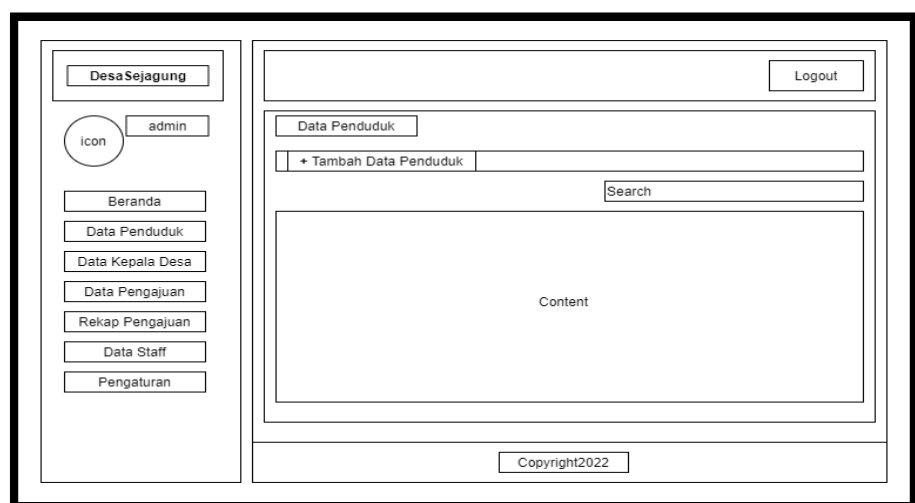 DesaSejagung
icon
admin
Beranda
Data Penduduk
Data Kepala Desa
Data Pengajuan
Rekap Pengajuan
Data Staff
Pengaturan
Logout
Data Penduduk
+ Tambah Data Penduduk
Search
Content
Copyright2022